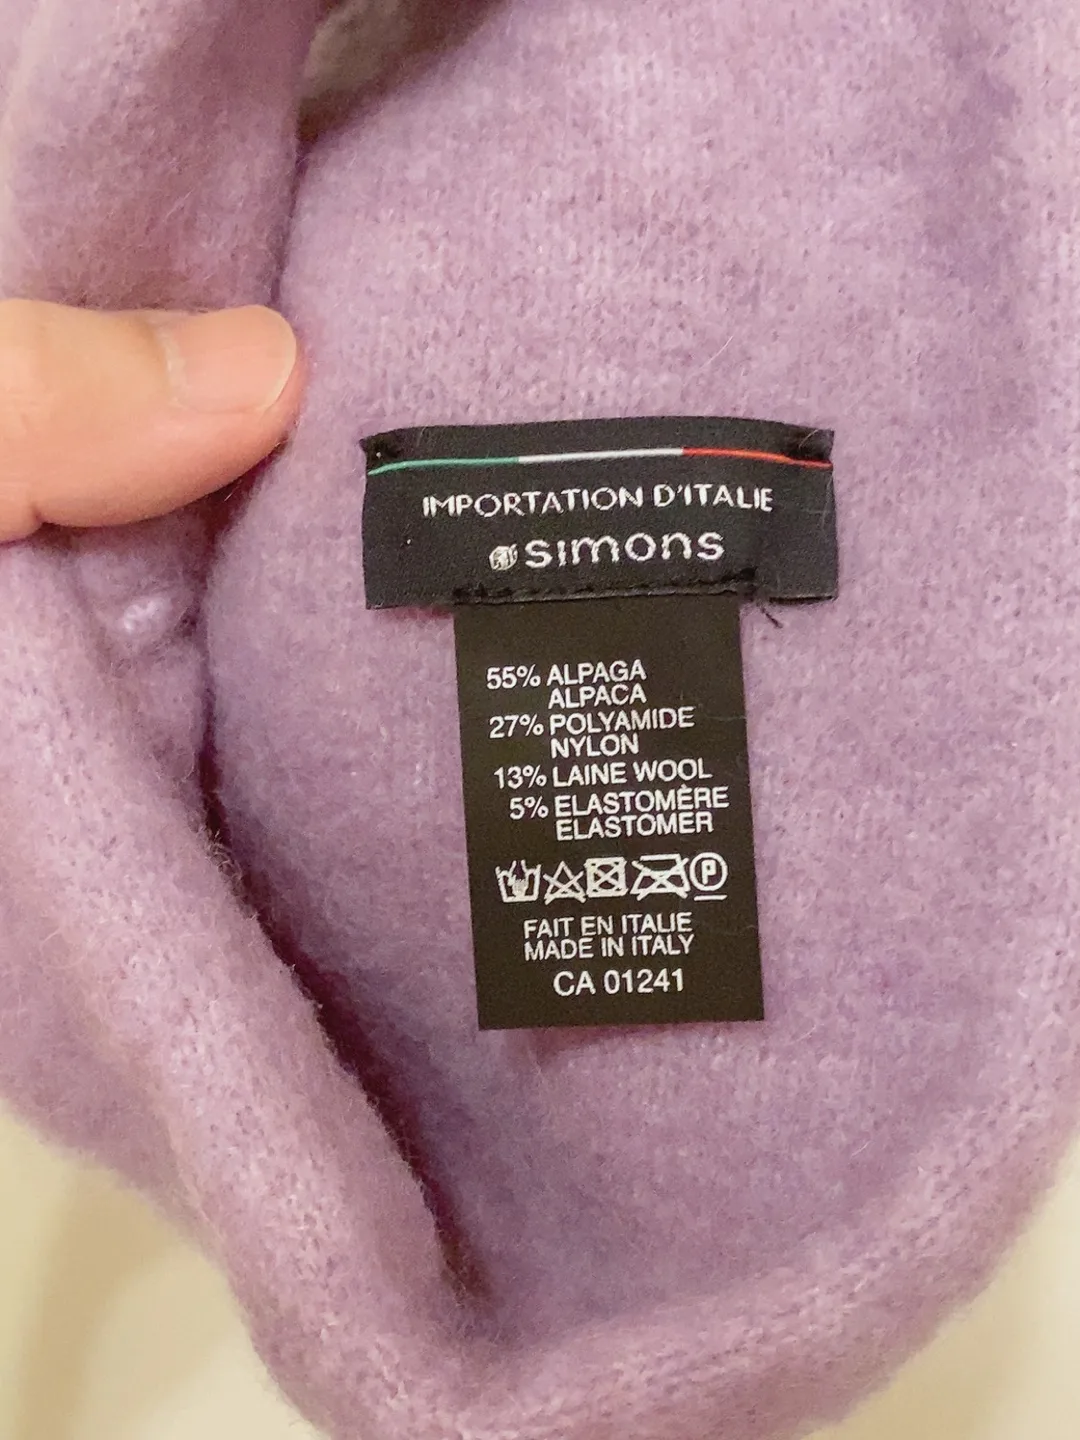 IMPORTATION D'ITALIE
simons
55% ALPAGA
ALPACA
27% POLYAMIDE
NYLON
13% LAINE WOOL
5% ELASTOMÈRE
ELASTOMER
P
FAIT EN ITALIE
MADE IN ITALY
CA 01241